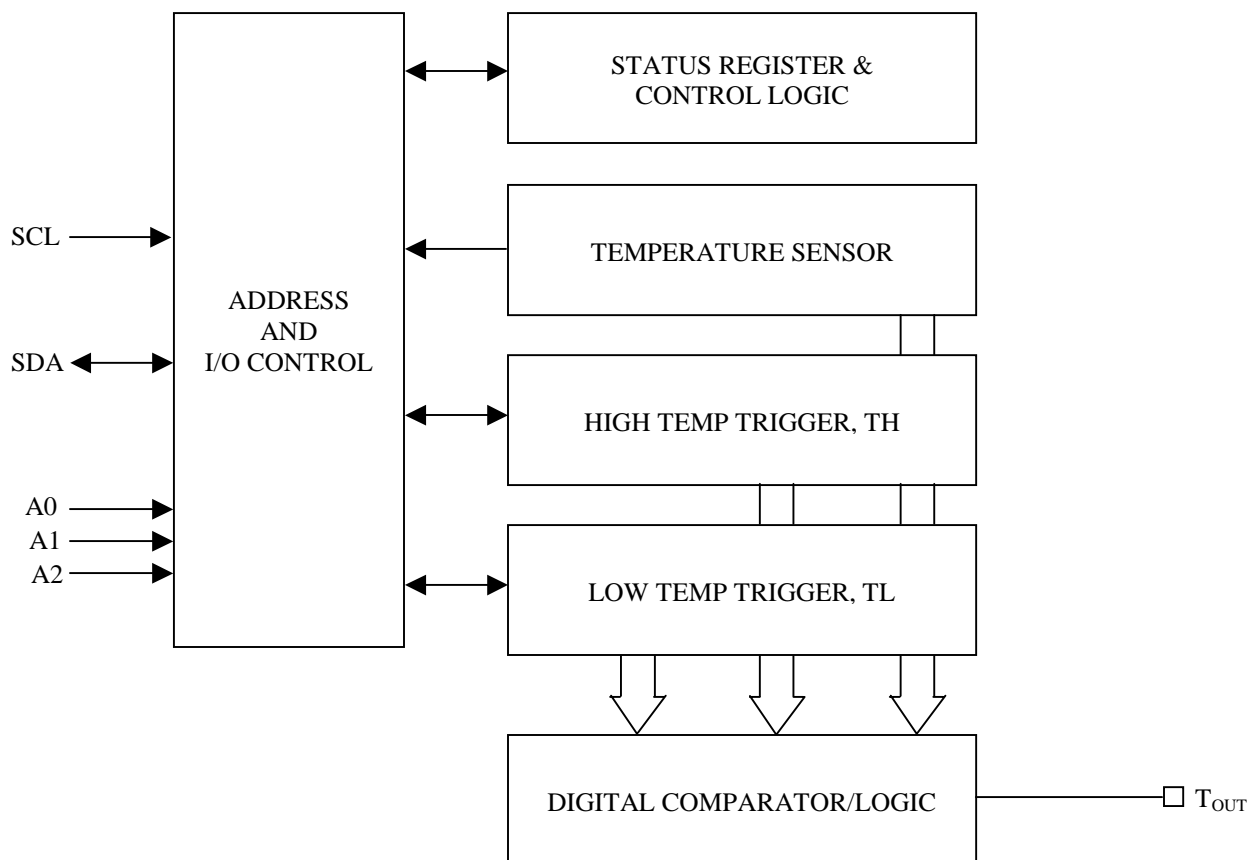 STATUS REGISTER &
CONTROL LOGIC
SCL
TEMPERATURE SENSOR
ADDRESS
AND
I/O CONTROL
SDA
HIGH TEMP TRIGGER, TH
A0
A1
A2
LOW TEMP TRIGGER, TL
DIGITAL COMPARATOR/LOGIC
TOUT